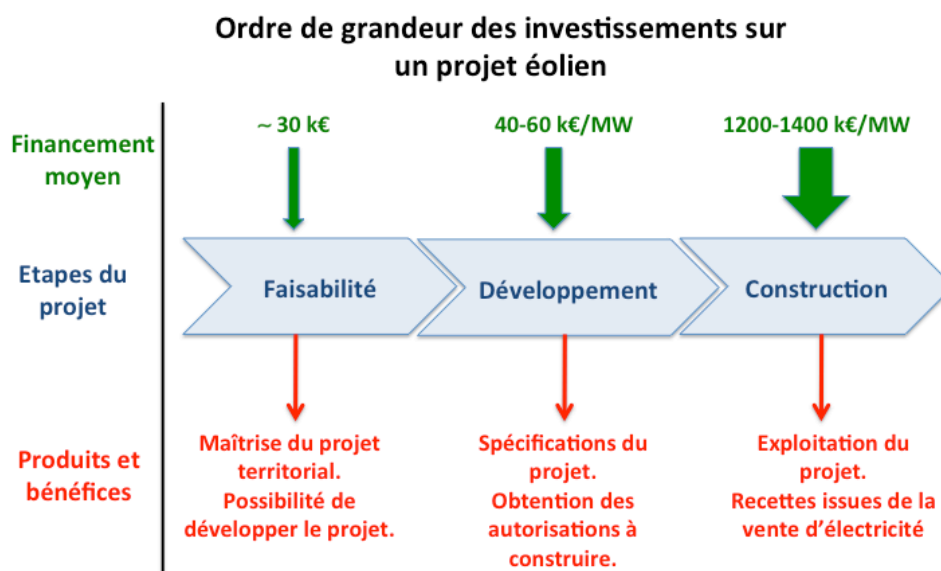 Ordre de grandeur des investissements sur
un projet éolien
Financement
moyen
~ 30 k€
40-60 k€/MW
1200-1400 k€/MW
Etapes du
projet
Faisabilité
Développement
Construction
Produits et
bénéfices
Maîtrise du projet
territorial.
Possibilité de
développer le projet.
Spécifications du
projet.
Obtention des
autorisations à
construire.
Exploitation du
projet.
Recettes issues de la
vente d’électricité